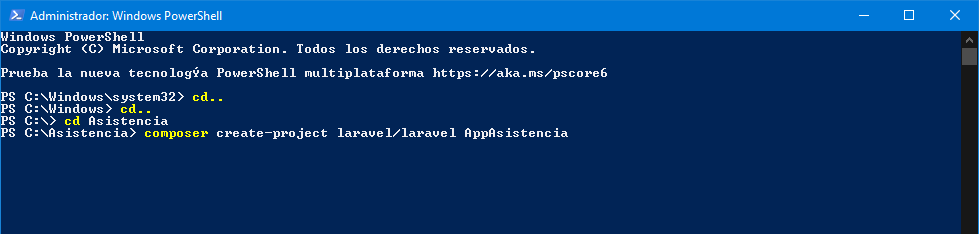 Administrador: Windows PowerShell
Windows PowerShell
Copyright (C) Microsoft Corporation. Todos los derechos reservados.
Prueba la nueva tecnologýa PowerShell multiplataforma https://aka.ms/pscore6
PS C:\Windows\system32> cd..
PS C:\Windows> cd..
PS C:\> cd Asistencia
PS C:\Asistencia> composer create-project laravel/laravel AppAsistencia